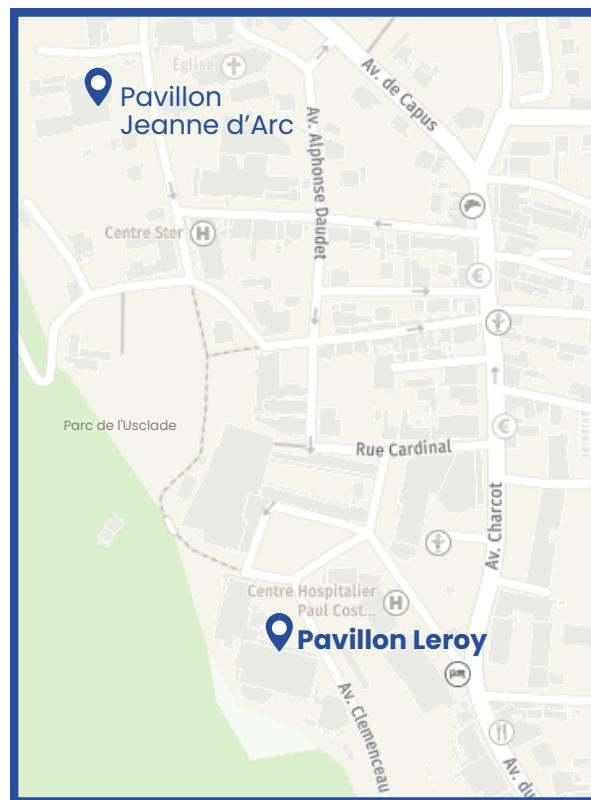 Église
Av. de Capus
Pavillon
Jeanne d’Arc
Av. Alphonse Daudet
Centre Ster
H
€
Parc de l'Usclade
€
Rue Cardinal
Av. Charcot
Centre Hospitalier
Paul Cost...
H
Pavillon Leroy
Av. Clemenceau
Av. du